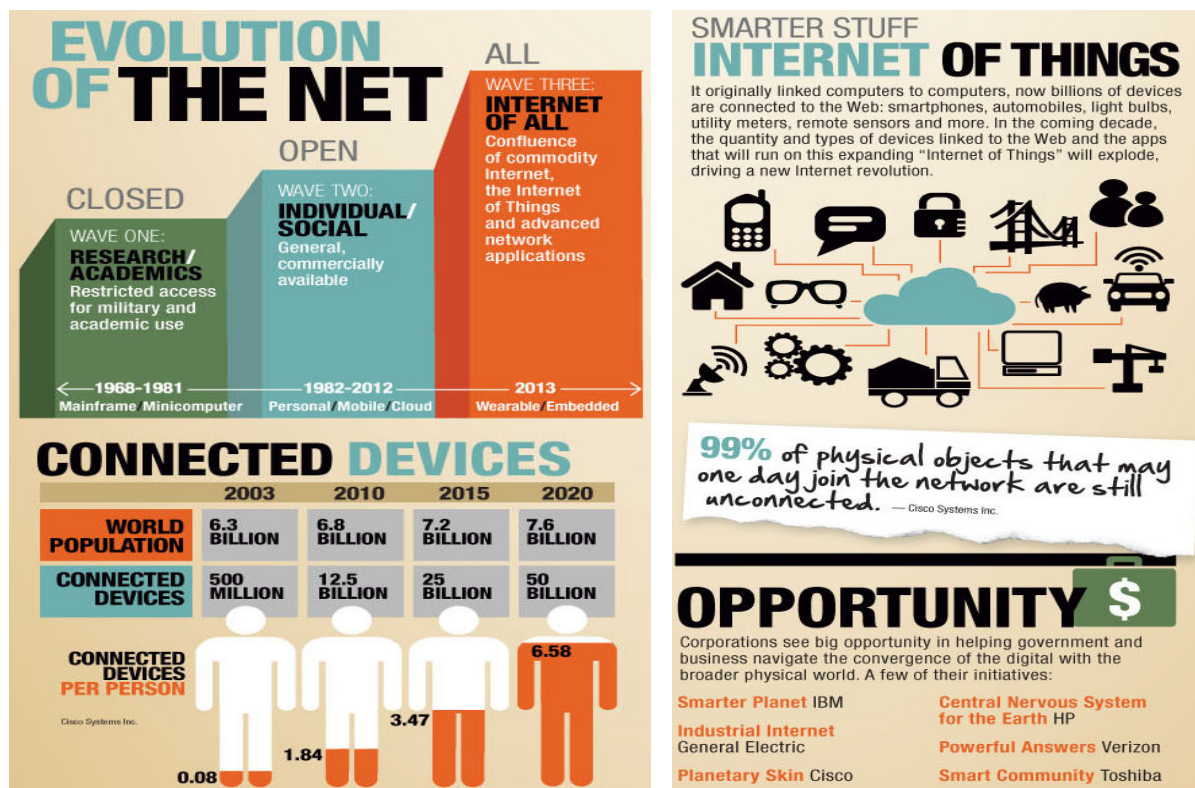 EVOLUTION
OF THE NET
CLOSED
WAVE ONE:
RESEARCH/
ACADEMICS
Restricted access
for military and
academic use
OPEN
WAVE TWO:
INDIVIDUAL/
SOCIAL
General,
commercially
available
ALL
WAVE THREE:
INTERNET
OF ALL
Confluence
of commodity
Internet,
the Internet
of Things
and advanced
network
applications
1968-1981 1982-2012 2013
Mainframe/Minicomputer Personal/Mobile/Cloud Wearable/Embedded
CONNECTED DEVICES
2003 2010 2015 2020
WORLD
POPULATION
6.3
BILLION
6.8
BILLION
7.2
BILLION
7.6
BILLION
CONNECTED
DEVICES
500
MILLION
12.5
BILLION
25
BILLION
50
BILLION
CONNECTED
DEVICES
PER PERSON
0.08
1.84
3.47
6.58
Cisco Systems Inc.
SMARTER STUFF
INTERNET OF THINGS
It originally linked computers to computers, now billions of devices
are connected to the Web: smartphones, automobiles, light bulbs,
utility meters, remote sensors and more. In the coming decade,
the quantity and types of devices linked to the Web and the apps
that will run on this expanding “Internet of Things” will explode,
driving a new Internet revolution.
99% of physical objects that may
one day join the network are still
unconnected. — Cisco Systems Inc.
$
OPPORTUNITY
Corporations see big opportunity in helping government and
business navigate the convergence of the digital with the
broader physical world. A few of their initiatives:
Smarter Planet IBM
Industrial Internet
General Electric
Planetary Skin Cisco
Central Nervous System
for the Earth HP
Powerful Answers Verizon
Smart Community Toshiba